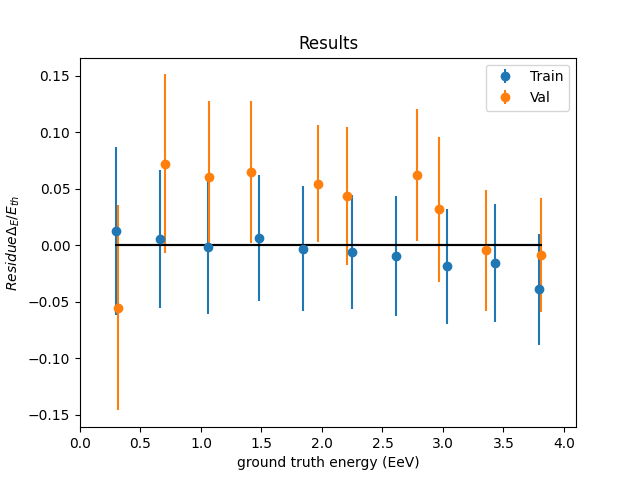 Results
0.15
0.10
0.05
0.00
−0.05
−0.10
−0.15
Residue Δ_E/E_th
Train
Val
0.0 0.5 1.0 1.5 2.0 2.5 3.0 3.5 4.0
ground truth energy (EeV)